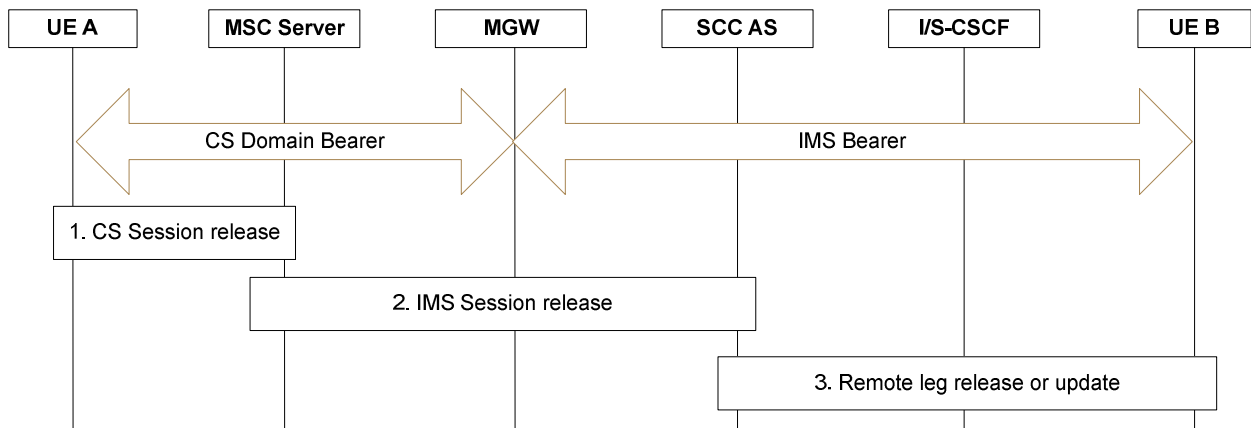 UE A
MSC Server
MGW
SCC AS
I/S-CSCF
UE B
CS Domain Bearer
IMS Bearer
1. CS Session release
2. IMS Session release
3. Remote leg release or update